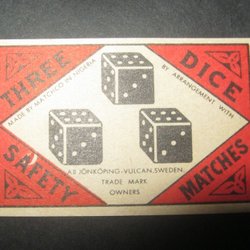 THREE DICE
MADE BY MATCHCO IN NIGERIA
BY ARRANGEMENT WITH
AB JÖNKÖPING-VULCAN, SWEDEN
TRADE MARK
OWNERS
SAFETY MATCHES